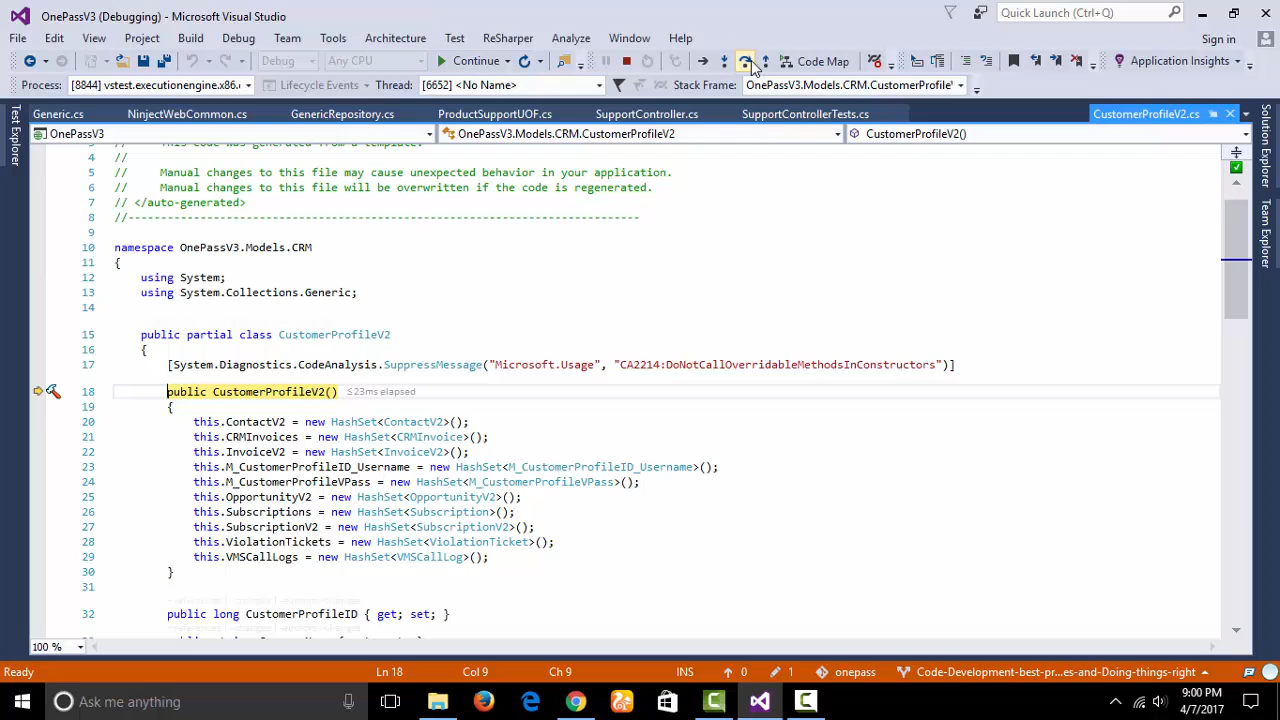 OnePassV3 (Debugging) - Microsoft Visual Studio
Quick Launch (Ctrl+Q)
File Edit View Project Build Debug Team Tools Architecture Test ReSharper Analyze Window Help Sign in
Debug Any CPU Continue Code Map Application Insights
Process: [8844] vstest.executionengine.x86. Lifecycle Events Thread: [6652] <No Name> Stack Frame: OnePassV3.Models.CRM.CustomerProfile'
Generic.cs NinjectWebCommon.cs GenericRepository.cs ProductSupportUOF.cs SupportController.cs SupportControllerTests.cs CustomerProfileV2.cs
OnePassV3 OnePassV3.Models.CRM.CustomerProfileV2 CustomerProfileV2()
Test Explorer
Solution Explorer
Team Explorer
3 // This code was generated from a template.
4 //
5 // Manual changes to this file may cause unexpected behavior in your application.
6 // Manual changes to this file will be overwritten if the code is regenerated.
7 // </auto-generated>
8 //------------------------------------------------------------------------------
9
10 namespace OnePassV3.Models.CRM
11 {
12 using System;
13 using System.Collections.Generic;
14
15 public partial class CustomerProfileV2
16 {
17 [System.Diagnostics.CodeAnalysis.SuppressMessage("Microsoft.Usage", "CA2214:DoNotCallOverridableMethodsInConstructors")]
18 public CustomerProfileV2() ≤23ms elapsed
19 {
20 this.ContactV2 = new HashSet<ContactV2>();
21 this.CRMInvoices = new HashSet<CRMInvoice>();
22 this.InvoiceV2 = new HashSet<InvoiceV2>();
23 this.M_CustomerProfileID_Username = new HashSet<M_CustomerProfileID_Username>();
24 this.M_CustomerProfileVPass = new HashSet<M_CustomerProfileVPass>();
25 this.OpportunityV2 = new HashSet<OpportunityV2>();
26 this.Subscriptions = new HashSet<Subscription>();
27 this.SubscriptionV2 = new HashSet<SubscriptionV2>();
28 this.ViolationTickets = new HashSet<ViolationTicket>();
29 this.VMSCallLogs = new HashSet<VMSCallLog>();
30 }
31
32 public long CustomerProfileID { get; set; }
100 %
Ready Ln 18 Col 9 Ch 9 INS 0 1 onepass Code-Development-best-pr...es-and-Doing-things-right
Ask me anything
9:00 PM
4/7/2017